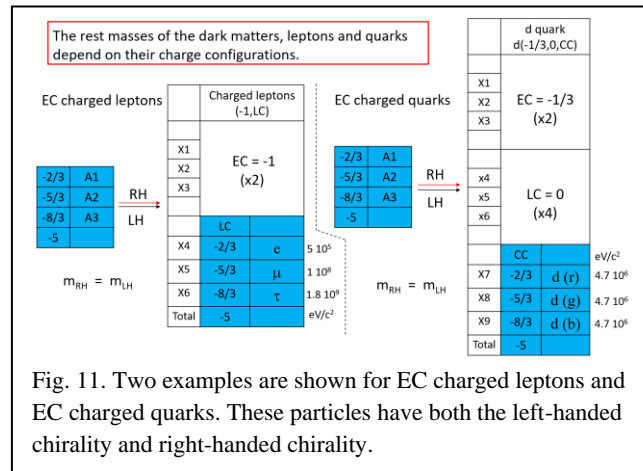 The rest masses of the dark matters, leptons and quarks
depend on their charge configurations.
EC charged leptons
-2/3 A1
-5/3 A2
-8/3 A3
-5
RH
LH
m RH = m LH
Charged leptons
(-1,LC)
X1
X2
X3
EC = -1
(x2)
LC
X4 -2/3 e 5 10⁵
X5 -5/3 μ 1 10⁸
X6 -8/3 τ 1.8 10⁹
Total -5 eV/c²
EC charged quarks
-2/3 A1
-5/3 A2
-8/3 A3
-5
RH
LH
m RH = m LH
d quark
d(-1/3,0,CC)
X1
X2
X3
EC = -1/3
(x2)
x4
x5
x6
LC = 0
(x4)
CC eV/c²
X7 -2/3 d (r) 4.7 10⁶
X8 -5/3 d (g) 4.7 10⁶
X9 -8/3 d (b) 4.7 10⁶
Total -5
Fig. 11. Two examples are shown for EC charged leptons and
EC charged quarks. These particles have both the left-handed
chirality and right-handed chirality.